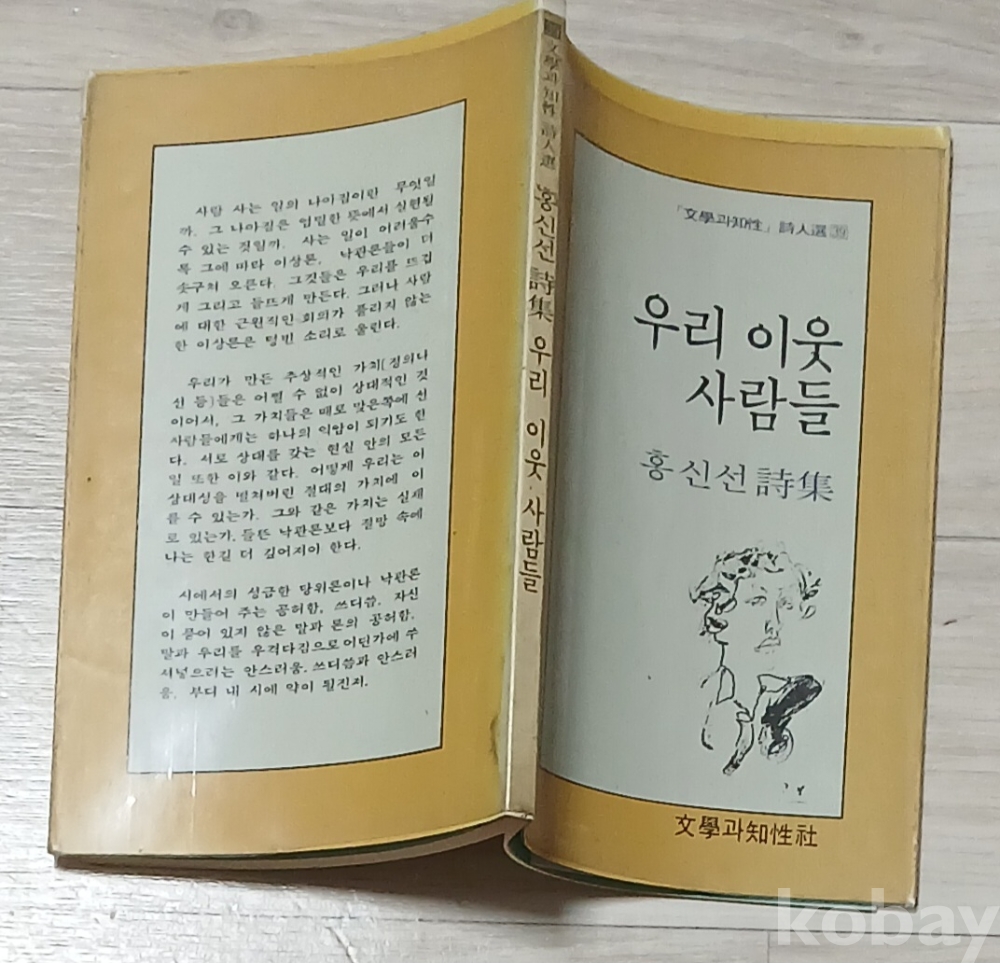 사람 사는 일의 나아짐이란 무엇일
까. 그 나아짐은 엄밀한 뜻에서 실현될
수 있는 것일까. 사는 일이 어려울수
록 그에 따라 이상론, 낙관론들이 더
솟구쳐 오른다. 그것들은 우리를 뜨겁
게 그리고 들뜨게 만든다. 그러나 사람
에 대한 근원적인 회의가 틀리지 않는
한 이상론은 텅빈 소리로 울린다.
우리가 만든 추상적인 가치(정의나
선 등)들은 어쩔 수 없이 상대적인 것
이어서, 그 가치들은 때로 맞은쪽에 선
사람들에게는 하나의 억압이 되기도 한
다. 서로 상대를 갖는 현실 안의 모든
일 또한 이와 같다. 어떻게 우리는 이
상대성을 떨쳐버린 절대의 가치에 이
를 수 있는가. 그와 같은 가치는 실재
로 있는가. 들뜬 낙관론보다 절망 속에
나는 한길 더 깊어지야 한다.
시에서의 성급한 당위론이나 낙관론
이 만들어 주는 공허함, 쓰디씀. 자신
이 품어 있지 않은 말과 론의 공허함.
말과 우리를 우격다짐으로 어딘가에 쑤
셔넣으려는 안스러움. 쓰디씀과 안스러
움. 부디 내 시에 약이 될진저.
文學과知性 詩人選 홍신선 詩集 우리 이웃 사람들
「文學과知性」詩人選 39
우리 이웃
사람들
홍신선 詩集
文學과知性社
kobay